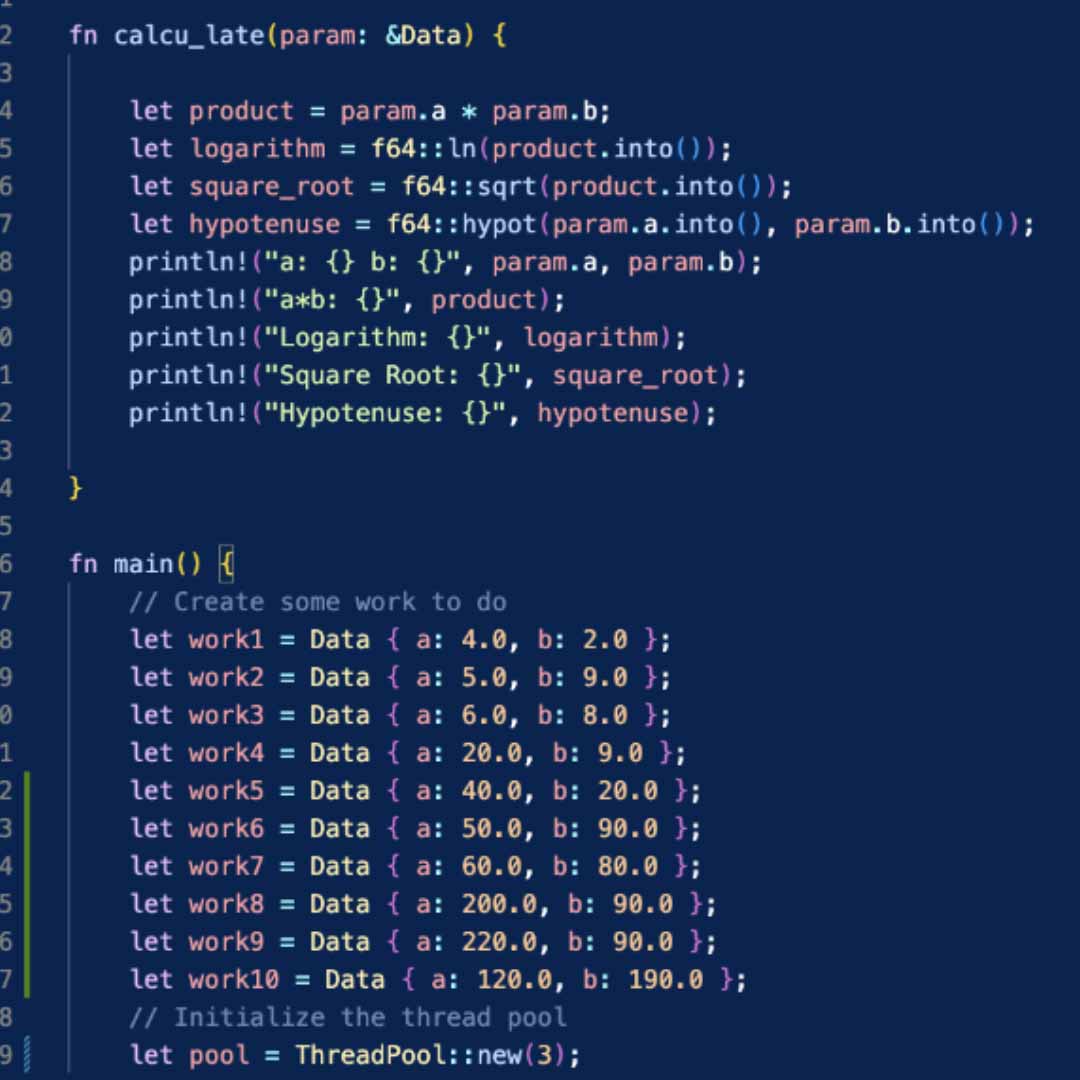 1
2 fn calcu_late(param: &Data) {
3
4     let product = param.a * param.b;
5     let logarithm = f64::ln(product.into());
6     let square_root = f64::sqrt(product.into());
7     let hypotenuse = f64::hypot(param.a.into(), param.b.into());
8     println!("a: {} b: {}", param.a, param.b);
9     println!("a*b: {}", product);
0     println!("Logarithm: {}", logarithm);
1     println!("Square Root: {}", square_root);
2     println!("Hypotenuse: {}", hypotenuse);
3
4 }
5
6 fn main() {
7     // Create some work to do
8     let work1 = Data { a: 4.0, b: 2.0 };
9     let work2 = Data { a: 5.0, b: 9.0 };
0     let work3 = Data { a: 6.0, b: 8.0 };
1     let work4 = Data { a: 20.0, b: 9.0 };
2     let work5 = Data { a: 40.0, b: 20.0 };
3     let work6 = Data { a: 50.0, b: 90.0 };
4     let work7 = Data { a: 60.0, b: 80.0 };
5     let work8 = Data { a: 200.0, b: 90.0 };
6     let work9 = Data { a: 220.0, b: 90.0 };
7     let work10 = Data { a: 120.0, b: 190.0 };
8     // Initialize the thread pool
9     let pool = ThreadPool::new(3);